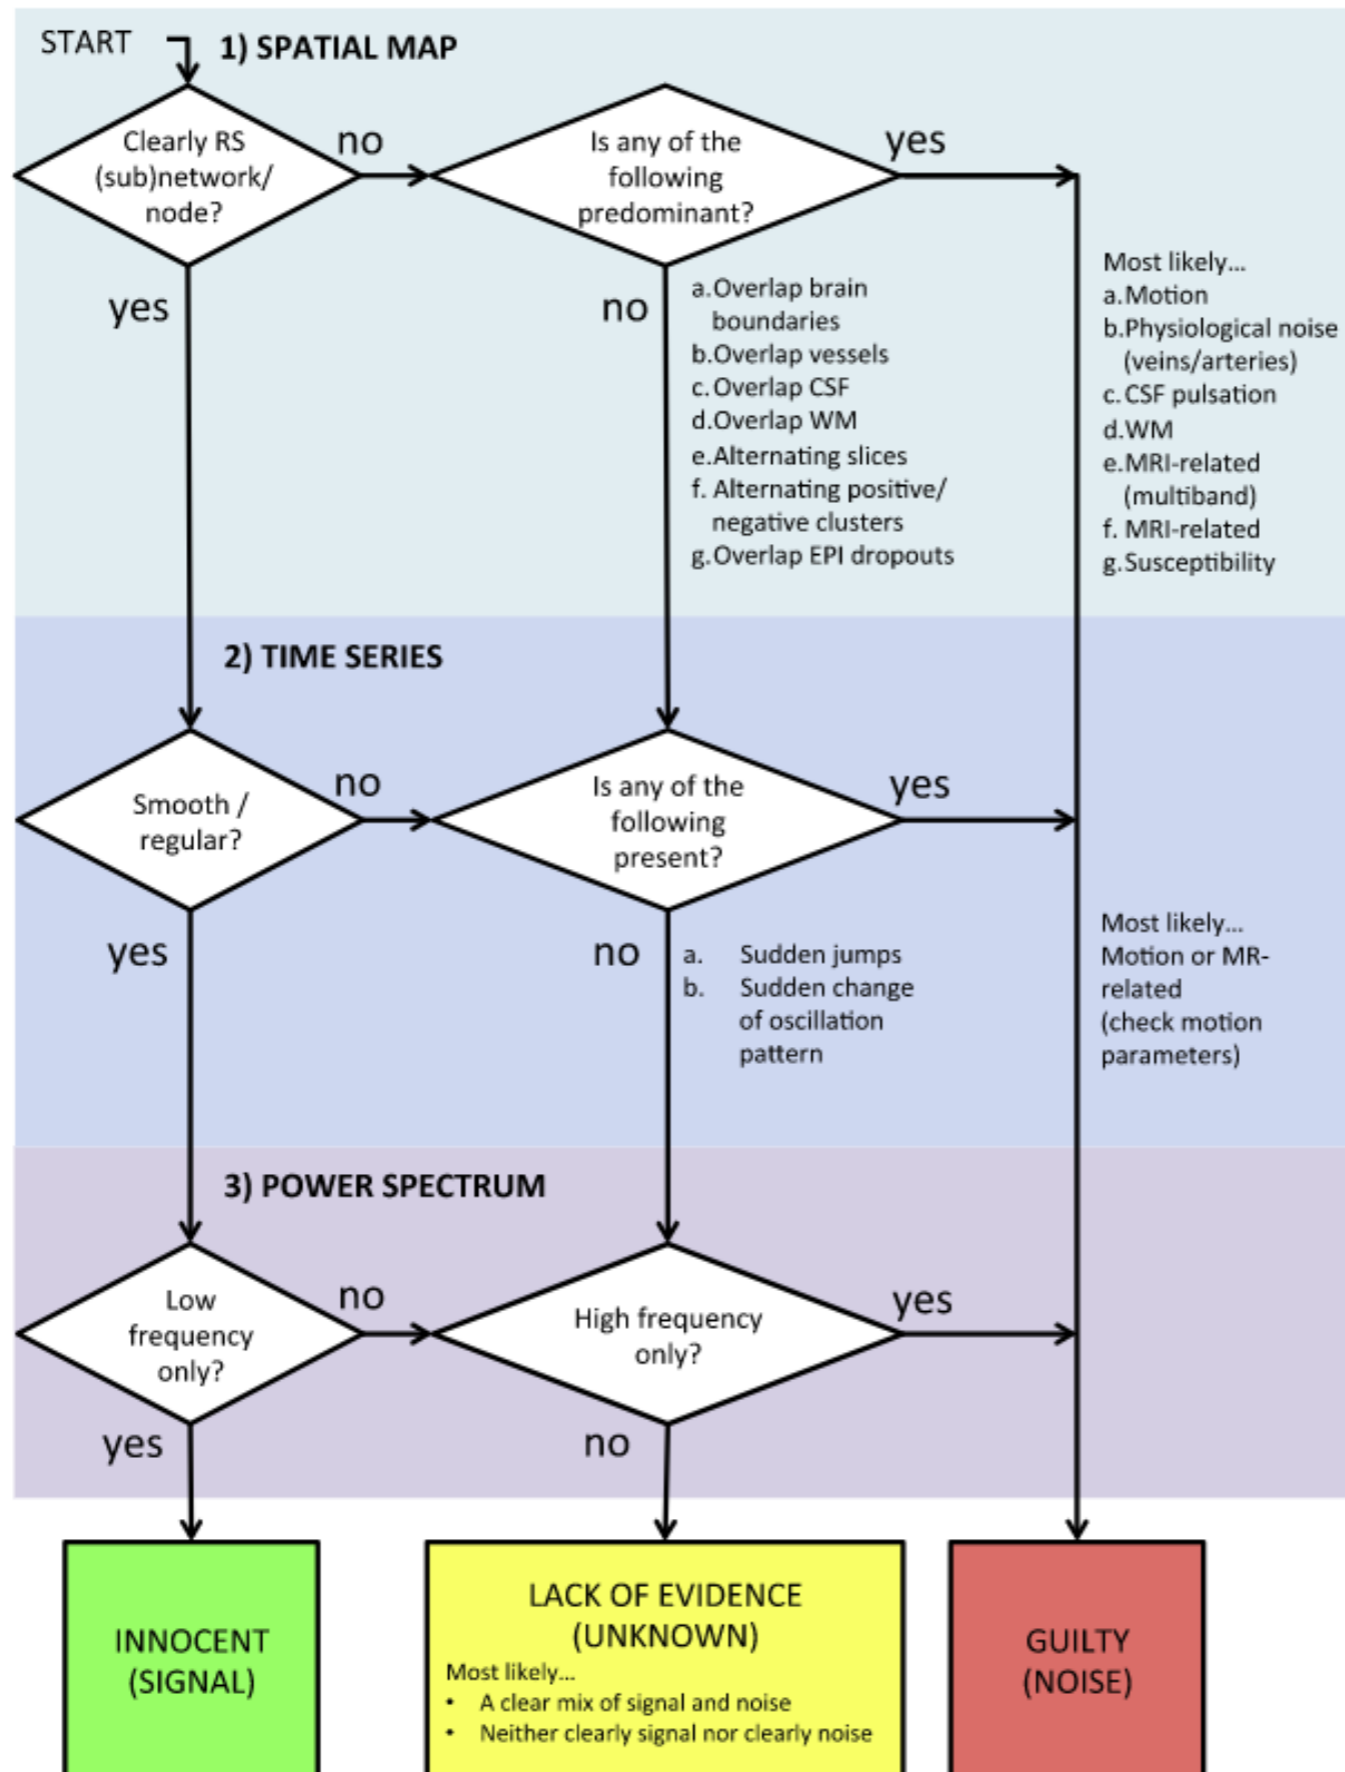 START
1) SPATIAL MAP
Clearly RS
(sub)network/
node?
no
Is any of the
following
predominant?
yes
yes
no
a.Overlap brain
boundaries
b.Overlap vessels
c.Overlap CSF
d.Overlap WM
e.Alternating slices
f. Alternating positive/
negative clusters
g.Overlap EPI dropouts
Most likely...
a.Motion
b.Physiological noise
(veins/arteries)
c.CSF pulsation
d.WM
e.MRI-related
(multiband)
f. MRI-related
g.Susceptibility
2) TIME SERIES
Smooth /
regular?
no
Is any of the
following
present?
yes
yes
no
a. Sudden jumps
b. Sudden change
of oscillation
pattern
Most likely...
Motion or MR-
related
(check motion
parameters)
3) POWER SPECTRUM
Low
frequency
only?
no
High frequency
only?
yes
yes
no
INNOCENT
(SIGNAL)
LACK OF EVIDENCE
(UNKNOWN)
Most likely...
• A clear mix of signal and noise
• Neither clearly signal nor clearly noise
GUILTY
(NOISE)